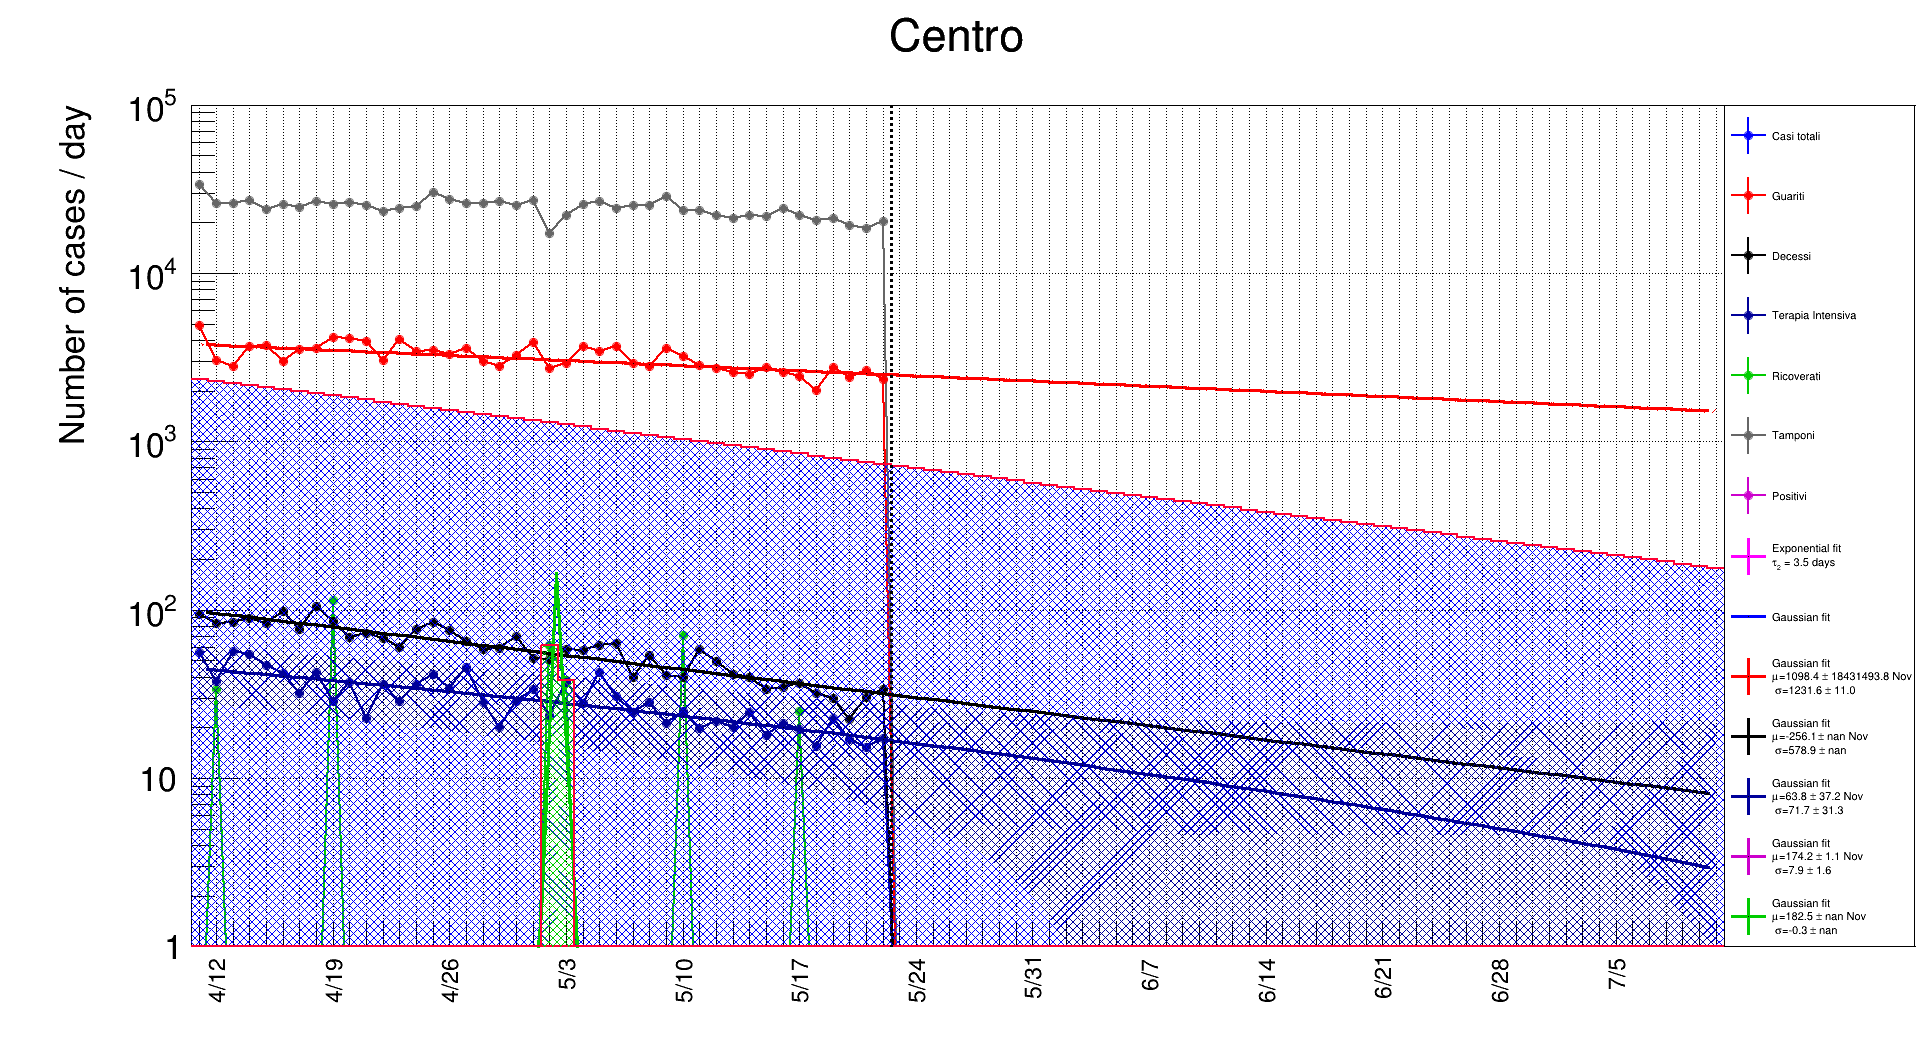 Centro
Number of cases / day
10^5
10^4
10^3
10^2
10
1
4/12
4/19
4/26
5/3
5/10
5/17
5/24
5/31
6/7
6/14
6/21
6/28
7/5
Casi totali
Guariti
Decessi
Terapia Intensiva
Ricoverati
Tamponi
Positivi
Exponential fit
τ₂ = 3.5 days
Gaussian fit
Gaussian fit
μ=1098.4 ± 18431493.8 Nov
σ=1231.6 ± 11.0
Gaussian fit
μ=-256.1 ± nan Nov
σ=578.9 ± nan
Gaussian fit
μ=63.8 ± 37.2 Nov
σ=71.7 ± 31.3
Gaussian fit
μ=174.2 ± 1.1 Nov
σ=7.9 ± 1.6
Gaussian fit
μ=182.5 ± nan Nov
σ=-0.3 ± nan